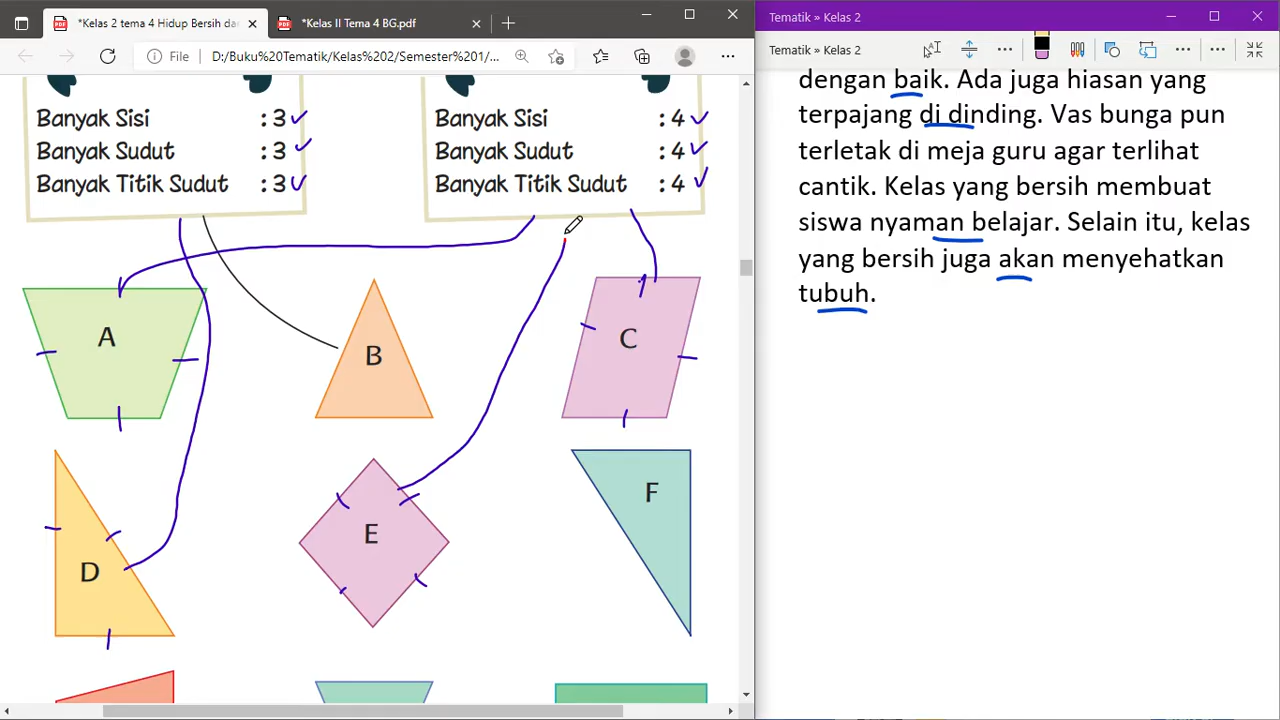 *Kelas 2 tema 4 Hidup Bersih da
*Kelas II Tema 4 BG.pdf
File
D:/Buku%20Tematik/Kelas%202/Semester%201/...
Banyak Sisi : 3
Banyak Sudut : 3
Banyak Titik Sudut : 3
Banyak Sisi : 4
Banyak Sudut : 4
Banyak Titik Sudut : 4
A
B
C
D
E
F
Tematik » Kelas 2
Tematik » Kelas 2
dengan baik. Ada juga hiasan yang
terpajang di dinding. Vas bunga pun
terletak di meja guru agar terlihat
cantik. Kelas yang bersih membuat
siswa nyaman belajar. Selain itu, kelas
yang bersih juga akan menyehatkan
tubuh.